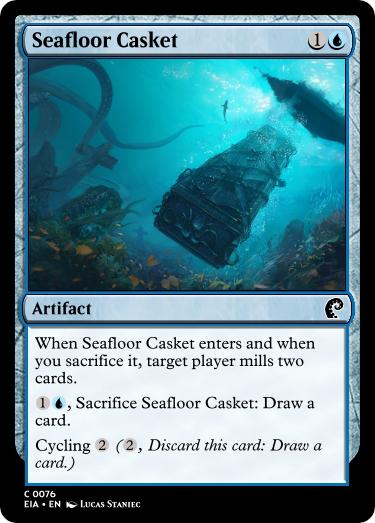 Seafloor Casket 1
Artifact
When Seafloor Casket enters and when
you sacrifice it, target player mills two
cards.
1, Sacrifice Seafloor Casket: Draw a
card.
Cycling 2 (2, Discard this card: Draw a
card.)
C 0076
EIA • EN Lucas Staniec